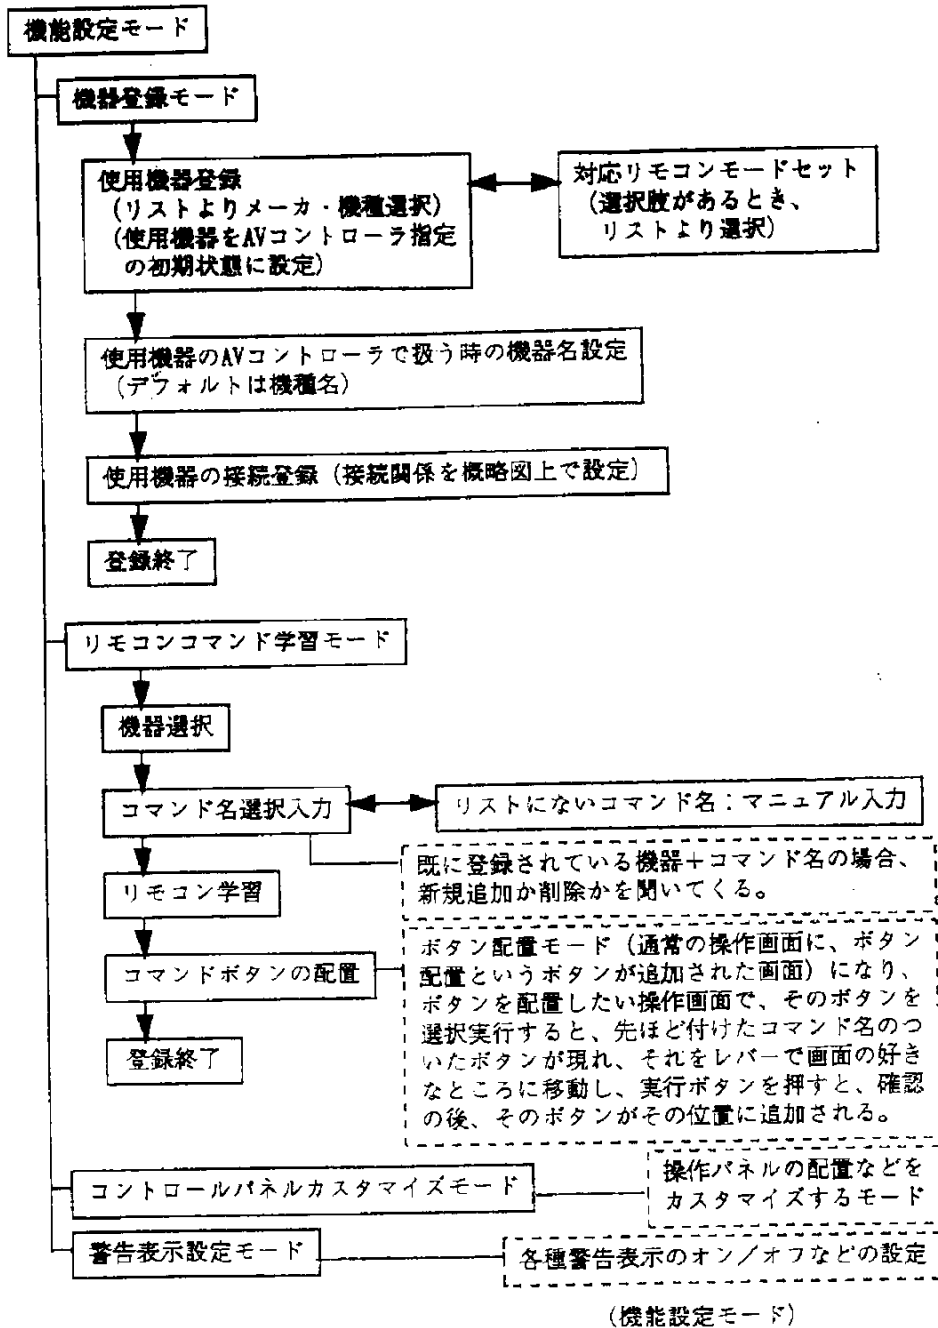 機能設定モード
機器登録モード
使用機器登録
(リストよりメーカ・機種選択)
(使用機器をAVコントローラ指定
の初期状態に設定)
対応リモコンモードセット
(選択肢があるとき、
リストより選択)
使用機器のAVコントローラで扱う時の機器名設定
(デフォルトは機種名)
使用機器の接続登録(接続関係を概略図上で設定)
登録終了
リモコンコマンド学習モード
機器選択
コマンド名選択入力
リストにないコマンド名:マニュアル入力
既に登録されている機器+コマンド名の場合、
新規追加か削除かを聞いてくる。
リモコン学習
コマンドボタンの配置
ボタン配置モード(通常の操作画面に、ボタン
配置というボタンが追加された画面)になり、
ボタンを配置したい操作画面で、そのボタンを
選択実行すると、先ほど付けたコマンド名のつ
いたボタンが現れ、それをレバーで画面の好き
なところに移動し、実行ボタンを押すと、確認
の後、そのボタンがその位置に追加される。
登録終了
コントロールパネルカスタマイズモード
操作パネルの配置などを
カスタマイズするモード
警告表示設定モード
各種警告表示のオン/オフなどの設定
(機能設定モード)